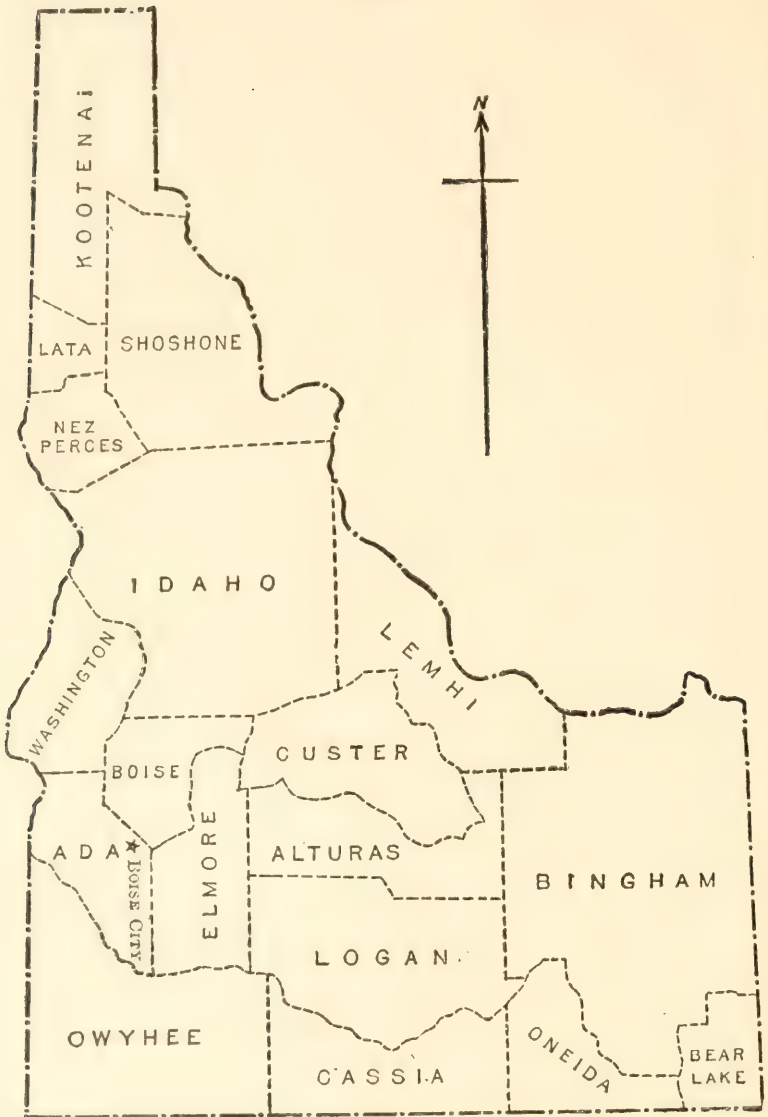 N
KOOTENAI
LATA
SHOSHONE
NEZ
PERCES
IDAHO
LEMHI
WASHINGTON
CUSTER
BOISE
ADA
BOISE CITY
ELMORE
ALTURAS
BINGHAM
LOGAN
OWYHEE
CASSIA
ONEIDA
BEAR
LAKE